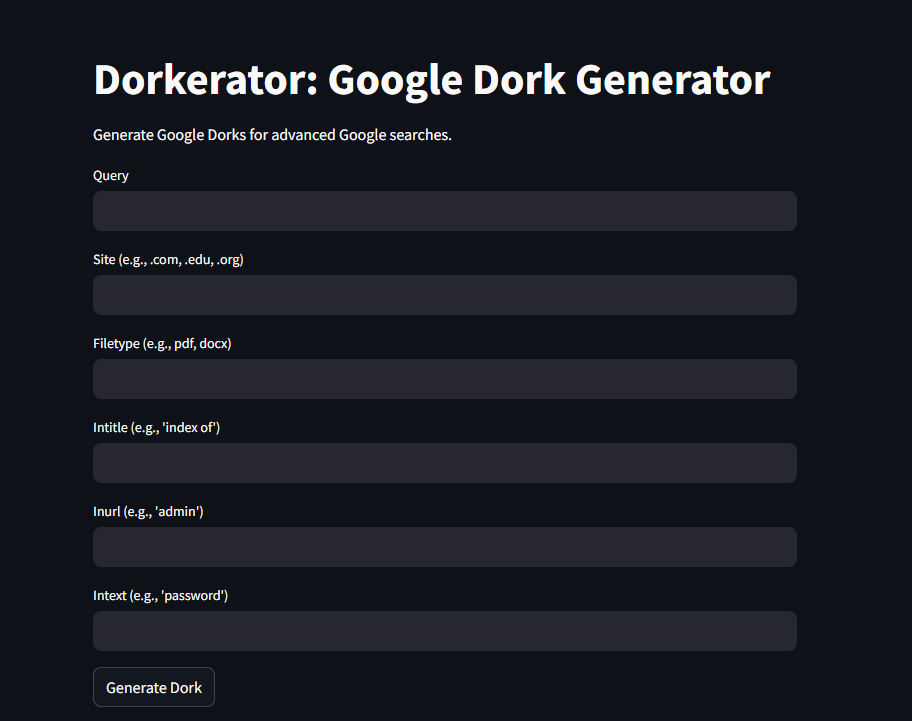 Dorkerator: Google Dork Generator
Generate Google Dorks for advanced Google searches.
Query
Site (e.g., .com, .edu, .org)
Filetype (e.g., pdf, docx)
Intitle (e.g., 'index of')
Inurl (e.g., 'admin')
Intext (e.g., 'password')
Generate Dork